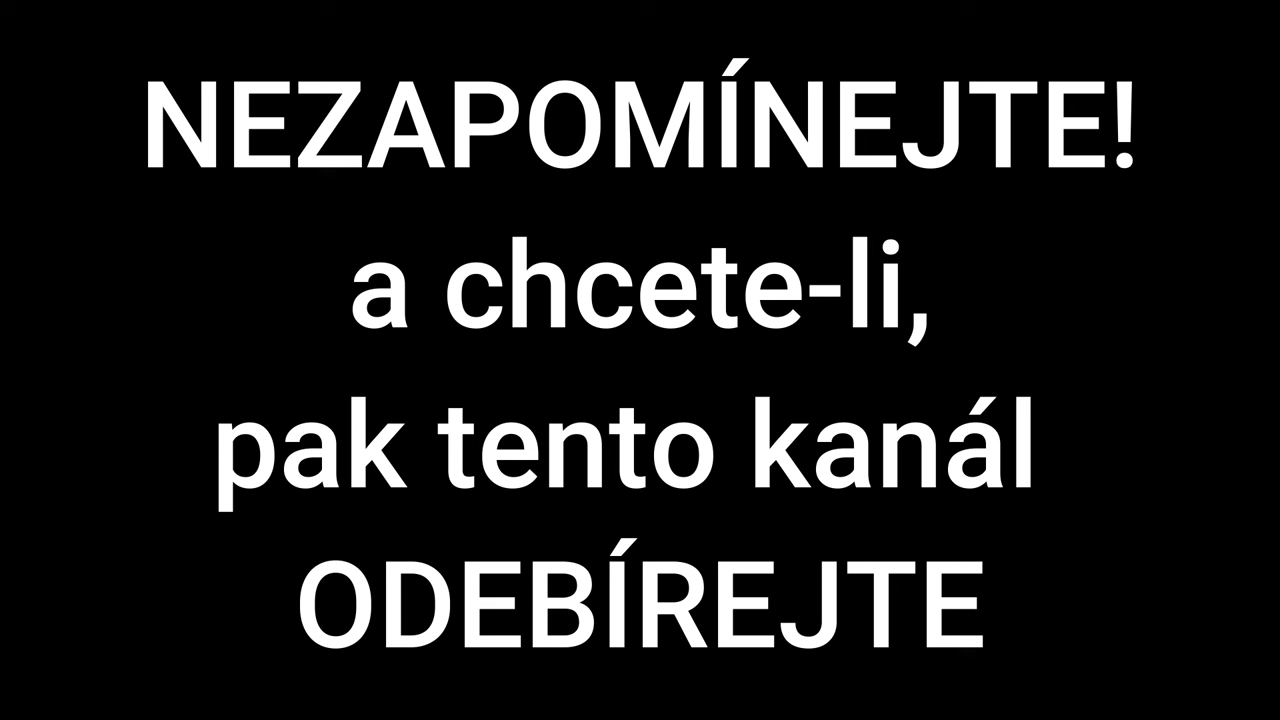 NEZAPOMÍNEJTE!
a chcete-li,
pak tento kanál
ODEBÍREJTE